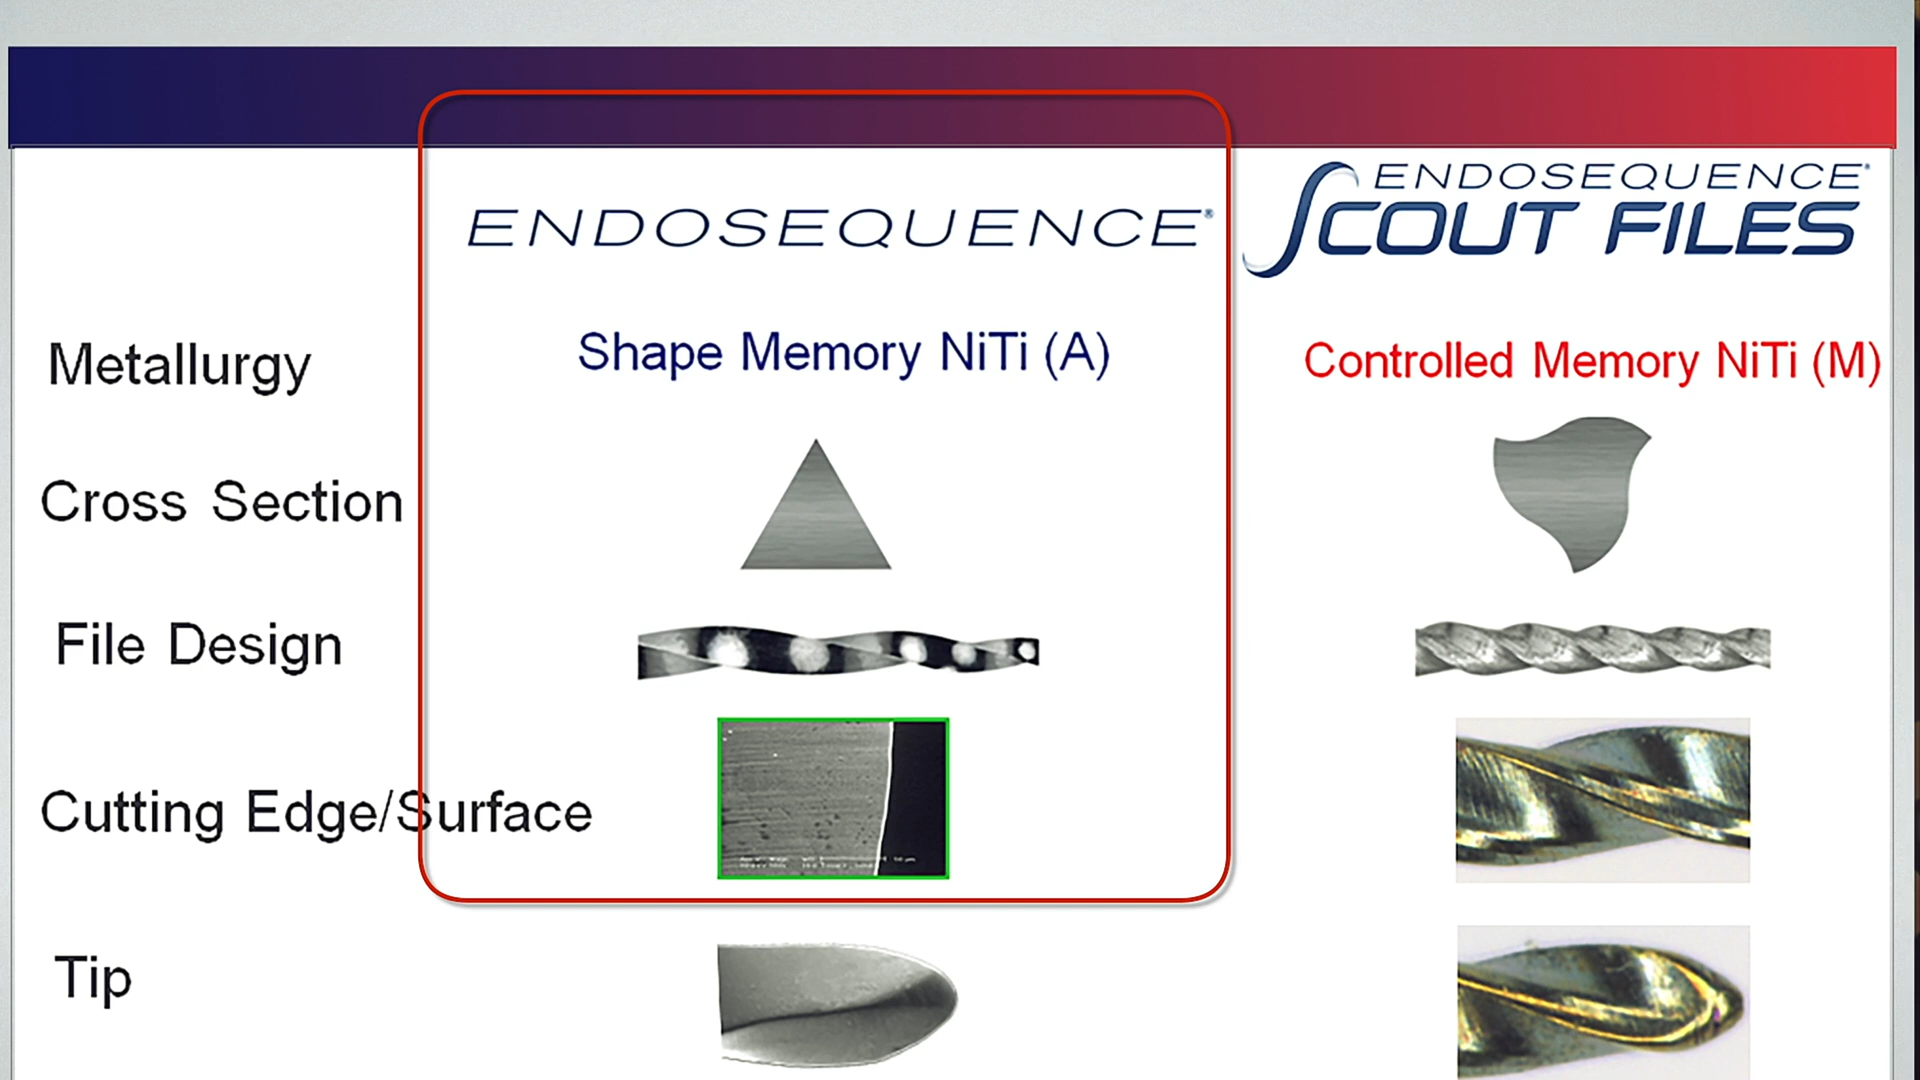 ENDOSEQUENCE®
ENDOSEQUENCE®
SCOUT FILES
Metallurgy
Shape Memory NiTi (A)
Controlled Memory NiTi (M)
Cross Section
File Design
Cutting Edge/Surface
Tip